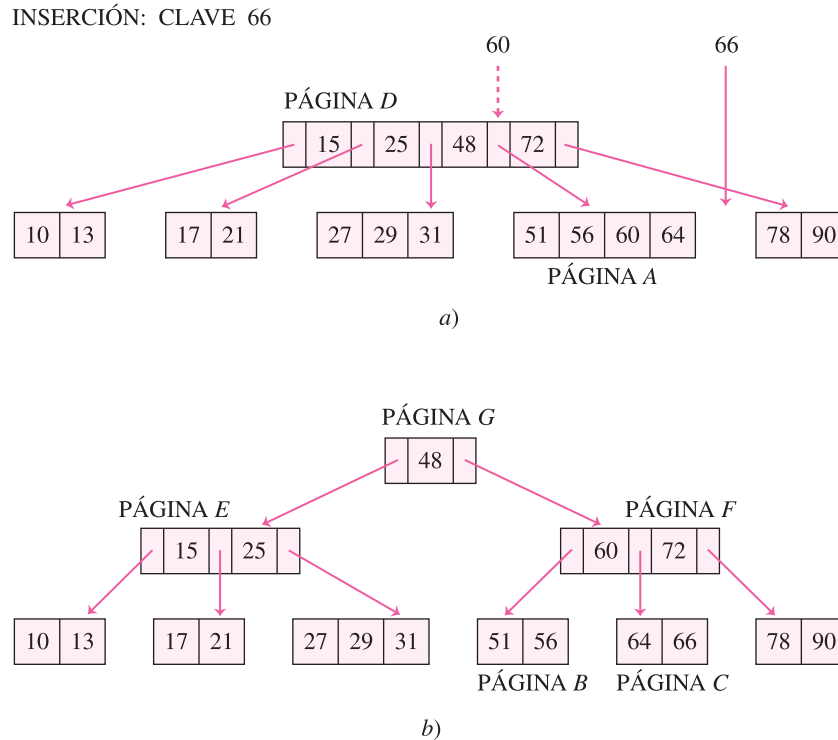 INSERCIÓN: CLAVE 66
60 66
PÁGINA D
15 25 48 72
10 13 17 21 27 29 31 51 56 60 64 78 90
PÁGINA A
a)
PÁGINA G
48
PÁGINA E PÁGINA F
15 25 60 72
10 13 17 21 27 29 31 51 56 64 66 78 90
PÁGINA B PÁGINA C
b)